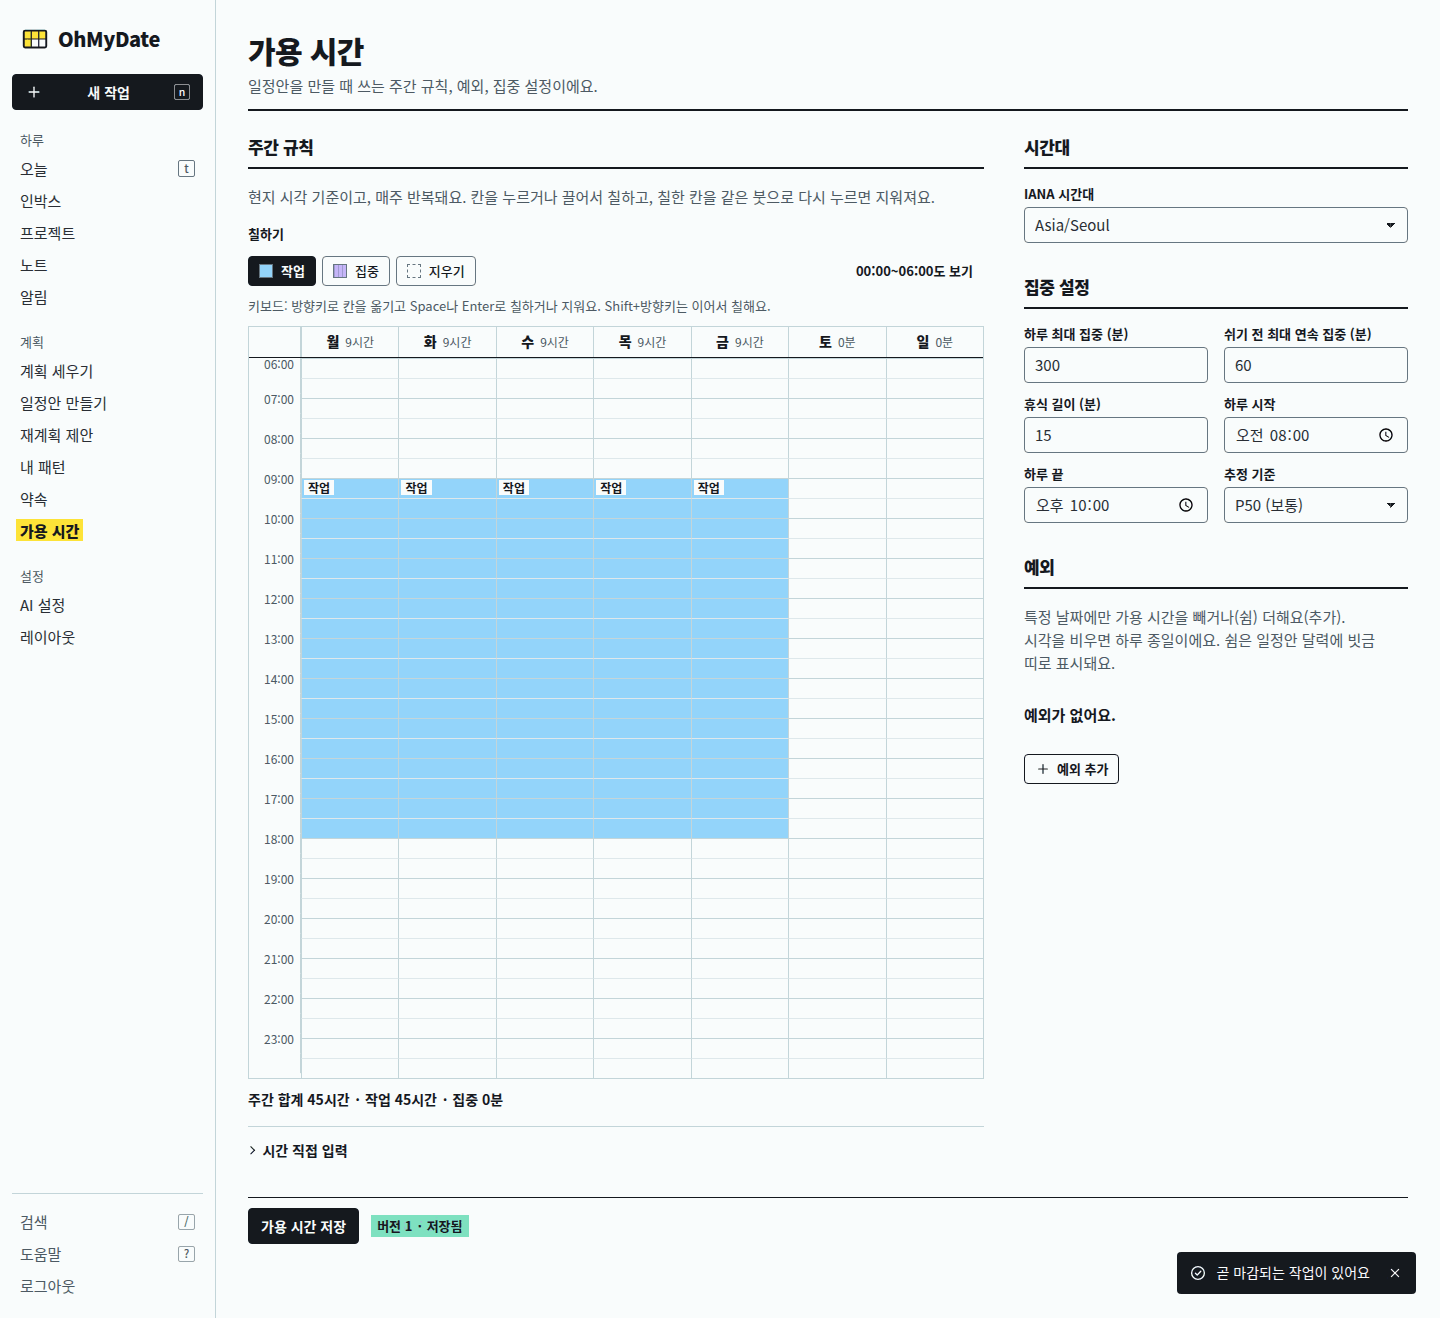 OhMyDate
새 작업 n
하루
오늘 t
인박스
프로젝트
노트
알림
계획
계획 세우기
일정안 만들기
재계획 제안
내 패턴
약속
가용 시간
설정
AI 설정
레이아웃
검색 /
도움말 ?
로그아웃
가용 시간
일정안을 만들 때 쓰는 주간 규칙, 예외, 집중 설정이에요.
주간 규칙
현지 시각 기준이고, 매주 반복돼요. 칸을 누르거나 끌어서 칠하고, 칠한 칸을 같은 붓으로 다시 누르면 지워져요.
칠하기
작업 집중 지우기 00:00~06:00도 보기
키보드: 방향키로 칸을 옮기고 Space나 Enter로 칠하거나 지워요. Shift+방향키는 이어서 칠해요.
월 9시간 화 9시간 수 9시간 목 9시간 금 9시간 토 0분 일 0분
06:00
07:00
08:00
09:00 작업 작업 작업 작업 작업
10:00
11:00
12:00
13:00
14:00
15:00
16:00
17:00
18:00
19:00
20:00
21:00
22:00
23:00
주간 합계 45시간 · 작업 45시간 · 집중 0분
시간 직접 입력
시간대
IANA 시간대
Asia/Seoul
집중 설정
하루 최대 집중 (분) 쉬기 전 최대 연속 집중 (분)
300 60
휴식 길이 (분) 하루 시작
15 오전 08:00
하루 끝 추정 기준
오후 10:00 P50 (보통)
예외
특정 날짜에만 가용 시간을 빼거나(쉼) 더해요(추가).
시각을 비우면 하루 종일이에요. 쉼은 일정안 달력에 빗금
띠로 표시돼요.
예외가 없어요.
예외 추가
가용 시간 저장 버전 1 · 저장됨
곧 마감되는 작업이 있어요